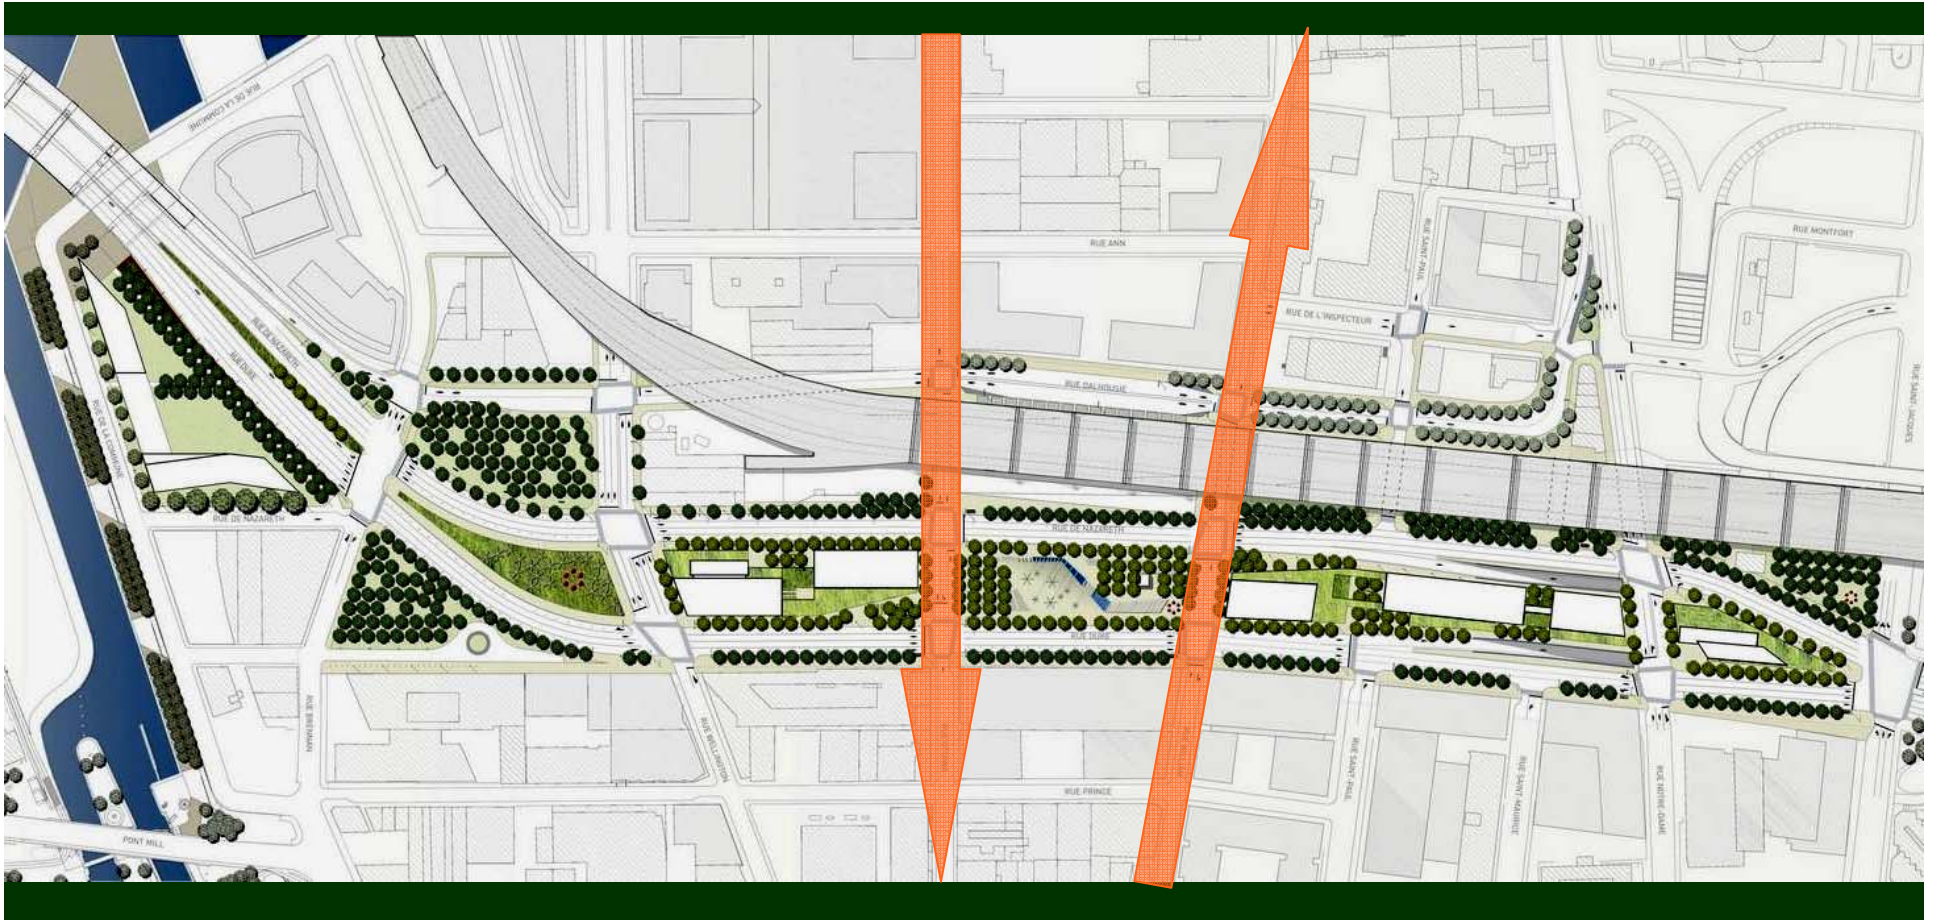 RUE DE LA COMMUNE
RUE ANN
RUE SAINT-PAUL
RUE MONTFORT
RUE DE L'INSPECTEUR
RUE DE NAZARETH
RUE DUKE
RUE DALHOUSIE
RUE SAINT-JACQUES
RUE DE LA COMMUNE
RUE DE NAZARETH
RUE DE NAZARETH
RUE DUKE
RUE BRENNAN
RUE WELLINGTON
RUE PRINCE
RUE SAINT-PAUL
RUE SAINT-MAURICE
RUE NOTRE-DAME
PONT MILL